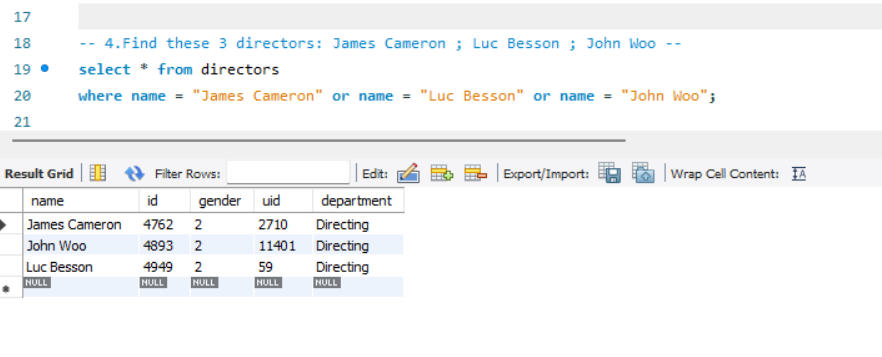 17
18 -- 4.Find these 3 directors: James Cameron ; Luc Besson ; John Woo --
19 select * from directors
20 where name = "James Cameron" or name = "Luc Besson" or name = "John Woo";
21
Result Grid Filter Rows: Edit: Export/Import: Wrap Cell Content: IA
name id gender uid department
James Cameron 4762 2 2710 Directing
John Woo 4893 2 11401 Directing
Luc Besson 4949 2 59 Directing
NULL NULL NULL NULL NULL